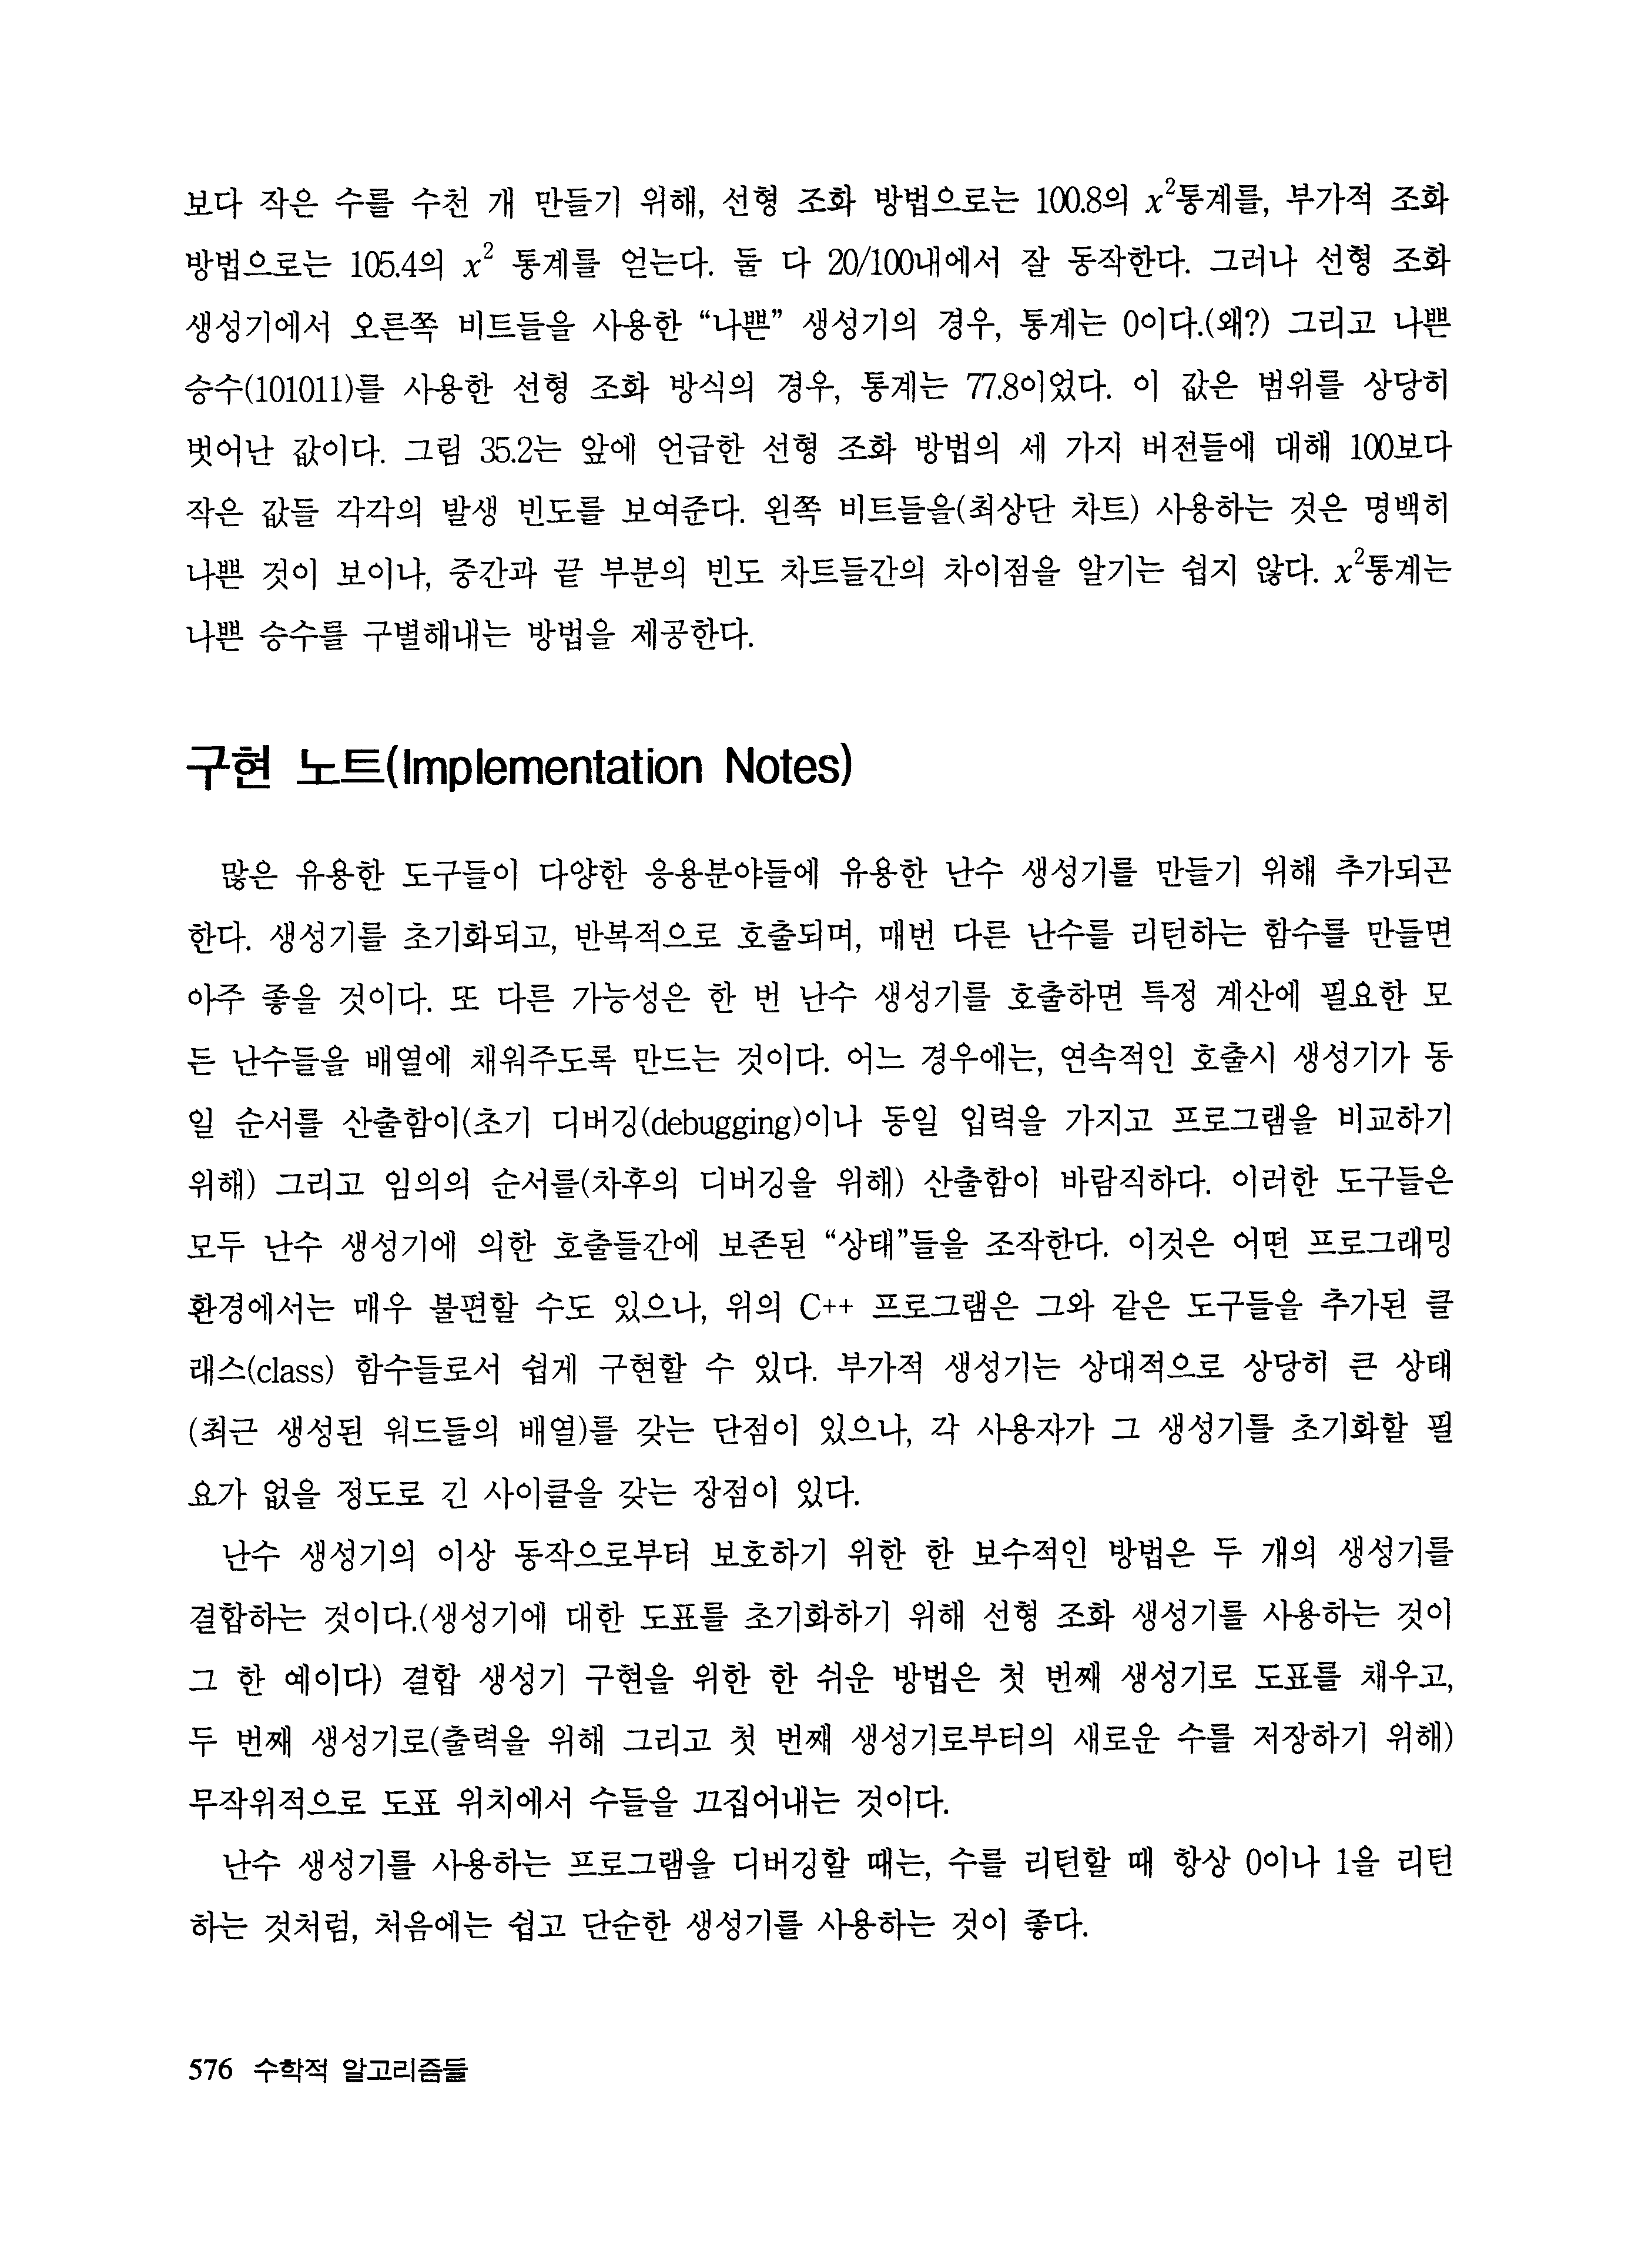 보다 작은 수를 수천 개 만들기 위해, 선형 조화 방법으로는 100.8의 x²통계를, 부가적 조화
방법으로는 105.4의 x² 통계를 얻는다. 둘 다 20/100내에서 잘 동작한다. 그러나 선형 조화
생성기에서 오른쪽 비트들을 사용한 “나쁜” 생성기의 경우, 통계는 0이다.(왜?) 그리고 나쁜
승수(101011)를 사용한 선형 조화 방식의 경우, 통계는 77.8이었다. 이 값은 범위를 상당히
벗어난 값이다. 그림 35.2는 앞에 언급한 선형 조화 방법의 세 가지 버전들에 대해 100보다
작은 값들 각각의 발생 빈도를 보여준다. 왼쪽 비트들을(최상단 차트) 사용하는 것은 명백히
나쁜 것이 보이나, 중간과 끝 부분의 빈도 차트들간의 차이점을 알기는 쉽지 않다. x²통계는
나쁜 승수를 구별해내는 방법을 제공한다.
구현 노트(Implementation Notes)
많은 유용한 도구들이 다양한 응용분야들에 유용한 난수 생성기를 만들기 위해 추가되곤
한다. 생성기를 초기화되고, 반복적으로 호출되며, 매번 다른 난수를 리턴하는 함수를 만들면
아주 좋을 것이다. 또 다른 가능성은 한 번 난수 생성기를 호출하면 특정 계산에 필요한 모
든 난수들을 배열에 채워주도록 만드는 것이다. 어느 경우에는, 연속적인 호출시 생성기가 동
일 순서를 산출함이(초기 디버깅(debugging)이나 동일 입력을 가지고 프로그램을 비교하기
위해) 그리고 임의의 순서를(차후의 디버깅을 위해) 산출함이 바람직하다. 이러한 도구들은
모두 난수 생성기에 의한 호출들간에 보존된 “상태”들을 조작한다. 이것은 어떤 프로그래밍
환경에서는 매우 불편할 수도 있으나, 위의 C++ 프로그램은 그와 같은 도구들을 추가된 클
래스(class) 함수들로서 쉽게 구현할 수 있다. 부가적 생성기는 상대적으로 상당히 큰 상태
(최근 생성된 워드들의 배열)를 갖는 단점이 있으나, 각 사용자가 그 생성기를 초기화할 필
요가 없을 정도로 긴 사이클을 갖는 장점이 있다.
난수 생성기의 이상 동작으로부터 보호하기 위한 한 보수적인 방법은 두 개의 생성기를
결합하는 것이다.(생성기에 대한 도표를 초기화하기 위해 선형 조화 생성기를 사용하는 것이
그 한 예이다) 결합 생성기 구현을 위한 한 쉬운 방법은 첫 번째 생성기로 도표를 채우고,
두 번째 생성기로(출력을 위해 그리고 첫 번째 생성기로부터의 새로운 수를 저장하기 위해)
무작위적으로 도표 위치에서 수들을 끄집어내는 것이다.
난수 생성기를 사용하는 프로그램을 디버깅할 때는, 수를 리턴할 때 항상 0이나 1을 리턴
하는 것처럼, 처음에는 쉽고 단순한 생성기를 사용하는 것이 좋다.
576 수학적 알고리즘들